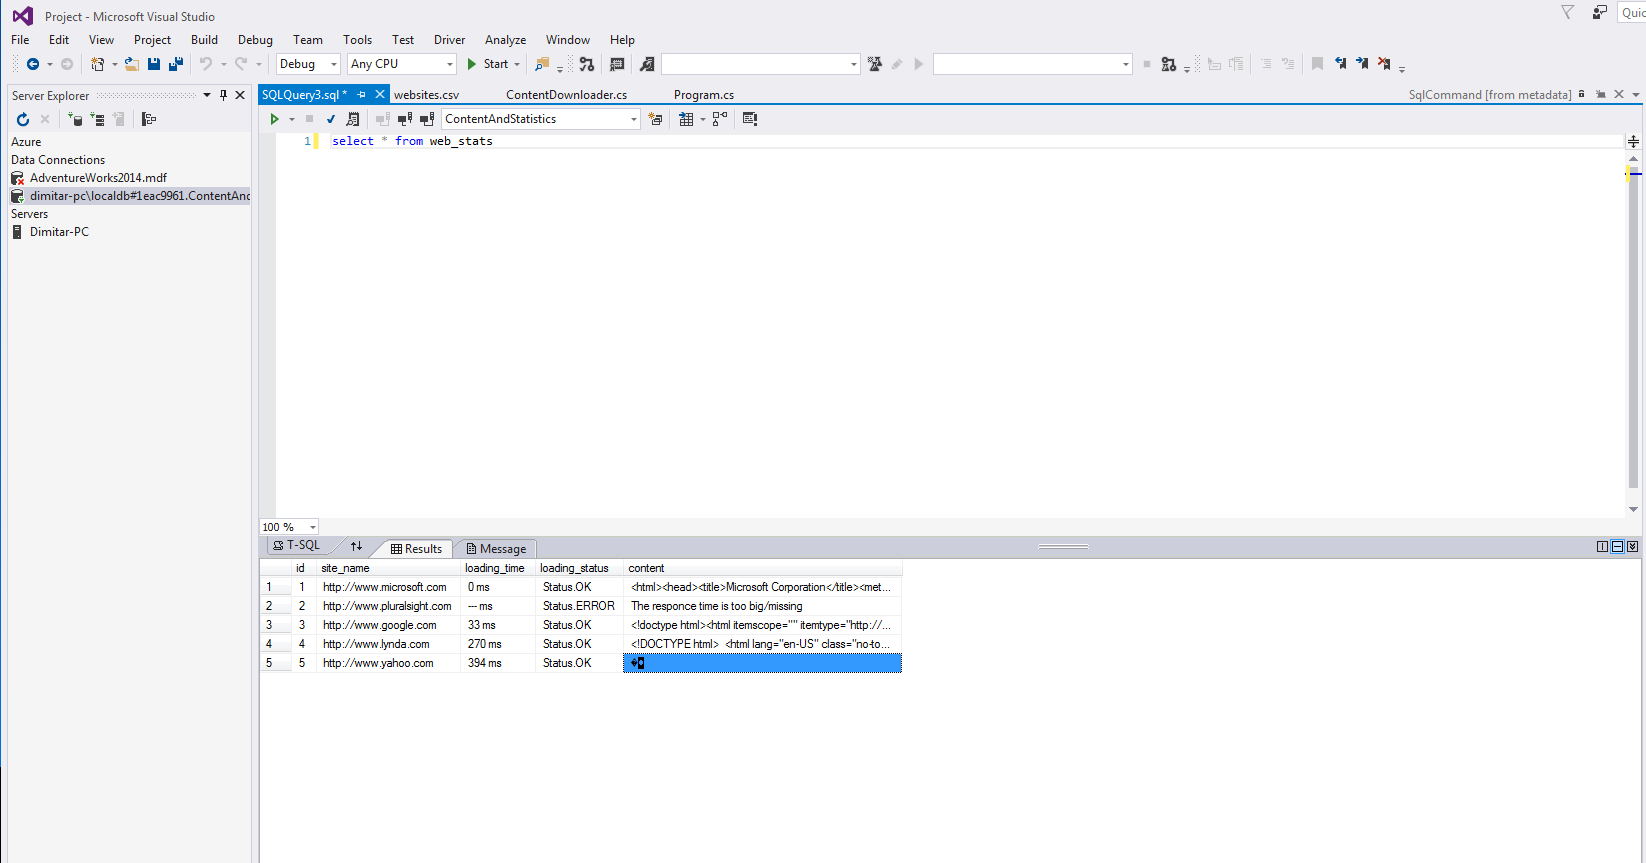 Project - Microsoft Visual Studio
Quic
File Edit View Project Build Debug Team Tools Test Driver Analyze Window Help
Debug Any CPU Start
Server Explorer
SQLQuery3.sql * websites.csv ContentDownloader.cs Program.cs SqlCommand [from metadata]
ContentAndStatistics
Azure
Data Connections
AdventureWorks2014.mdf
dimitar-pc\localdb#1eac9961.ContentAnd
Servers
Dimitar-PC
1 select * from web_stats
100 %
T-SQL Results Message
id site_name loading_time loading_status content
1 1 http://www.microsoft.com 0 ms Status.OK <html><head><title>Microsoft Corporation</title><met...
2 2 http://www.pluralsight.com --- ms Status.ERROR The responce time is too big/missing
3 3 http://www.google.com 33 ms Status.OK <!doctype html><html itemscope="" itemtype="http://...
4 4 http://www.lynda.com 270 ms Status.OK <!DOCTYPE html> <html lang="en-US" class="no-to...
5 5 http://www.yahoo.com 394 ms Status.OK